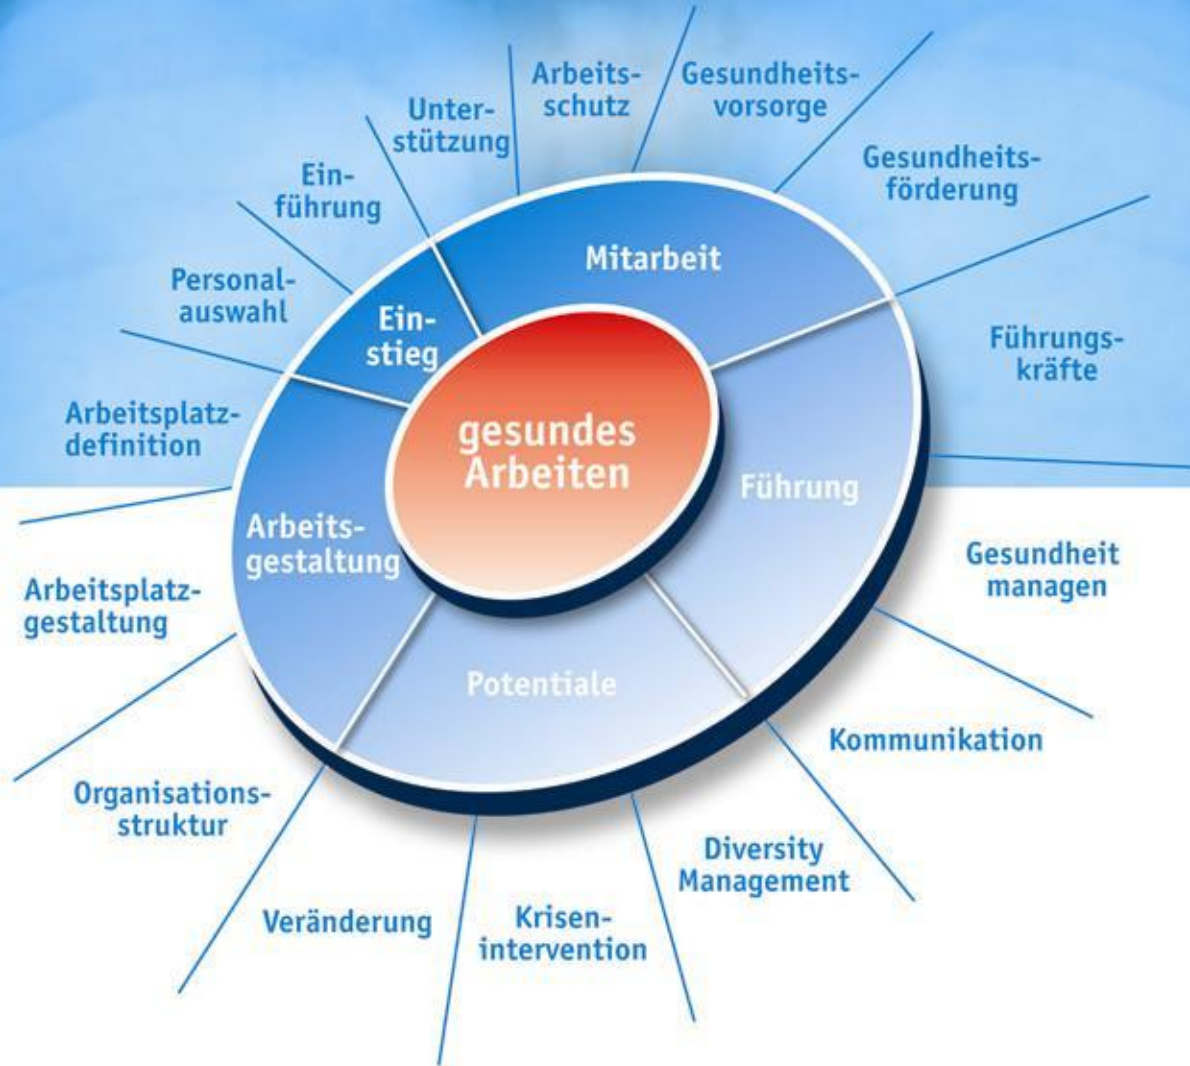 Arbeits-
schutz
Gesundheits-
vorsorge
Unter-
stützung
Gesundheits-
förderung
Ein-
führung
Mitarbeit
Personal-
auswahl
Ein-
stieg
Führungs-
kräfte
Arbeitsplatz-
definition
gesundes
Arbeiten
Führung
Arbeits-
gestaltung
Gesundheit
managen
Arbeitsplatz-
gestaltung
Potentiale
Kommunikation
Organisations-
struktur
Diversity
Management
Veränderung
Krisen-
intervention